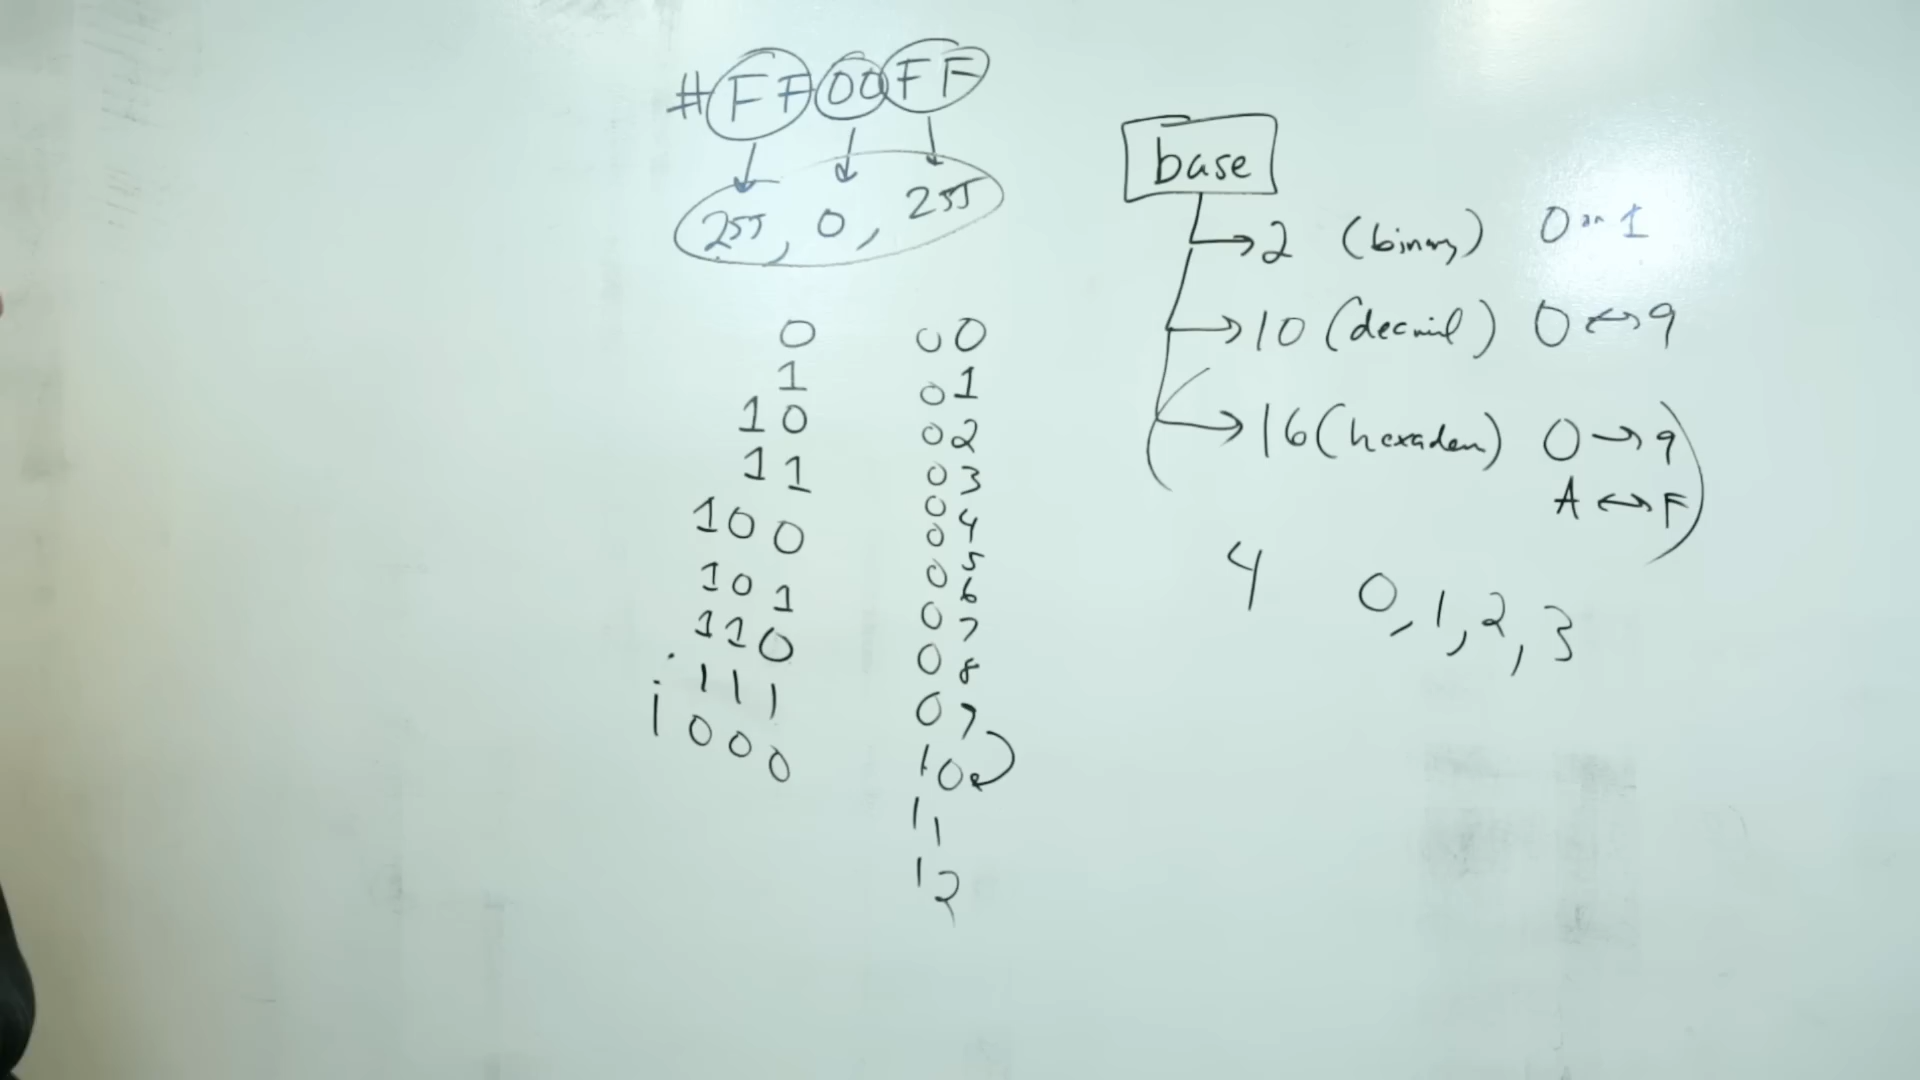 #FF00FF
255, 0, 255
0
1
10
11
100
101
110
111
1000
00
01
02
03
04
05
06
07
08
07
10
11
12
base
2 (binary) 0 or 1
10 (decimal) 0 ↔ 9
16 (hexadem) 0 → 9
A ↔ F
4 0, 1, 2, 3